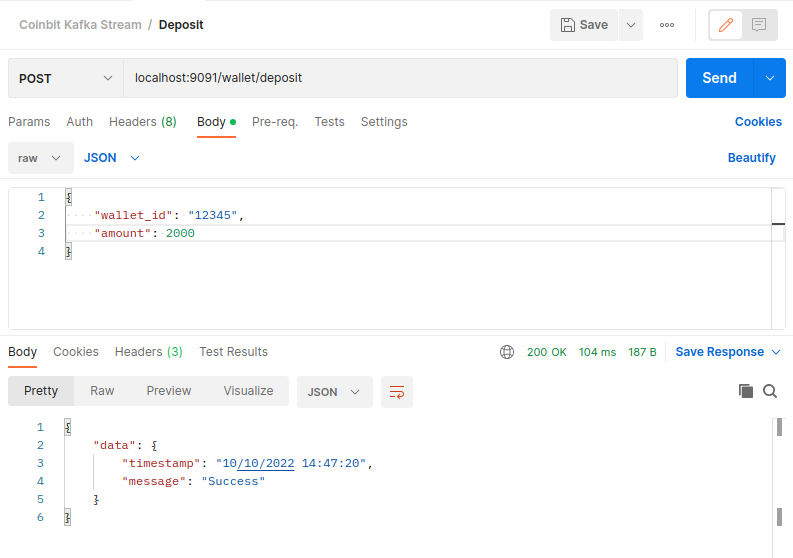 Coinbit Kafka Stream / Deposit
Save
POST
localhost:9091/wallet/deposit
Send
Params Auth Headers (8) Body Pre-req. Tests Settings
Cookies
raw JSON
Beautify
1 {
2 "wallet_id": "12345",
3 "amount": 2000
4 }
Body Cookies Headers (3) Test Results
200 OK 104 ms 187 B Save Response
Pretty Raw Preview Visualize JSON
1 {
2 "data": {
3 "timestamp": "10/10/2022 14:47:20",
4 "message": "Success"
5 }
6 }